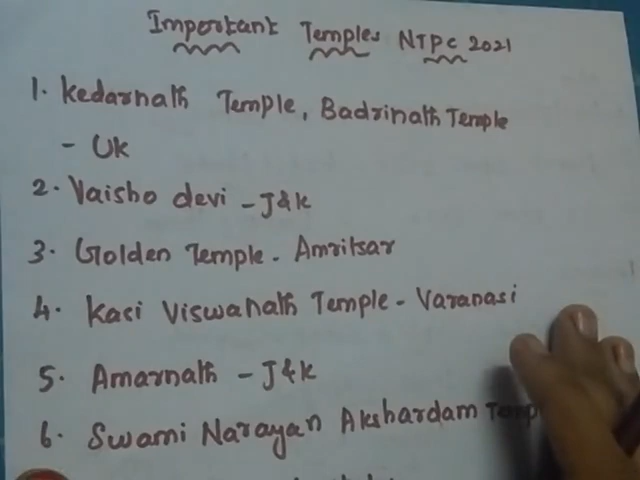 Important Temples NTPC 2021
1. Kedarnath Temple, Badrinath Temple
- UK
2. Vaisho devi - J&K
3. Golden Temple - Amritsar
4. Kasi Viswanath Temple - Varanasi
5. Amarnath - J&K
6. Swami Narayan Akshardam